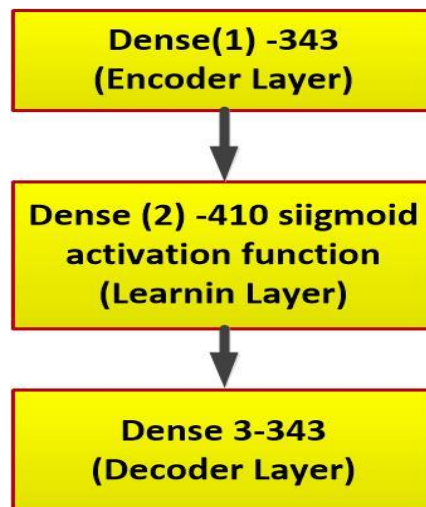 Dense(1) -343
(Encoder Layer)
Dense (2) -410 siigmoid
activation function
(Learnin Layer)
Dense 3-343
(Decoder Layer)